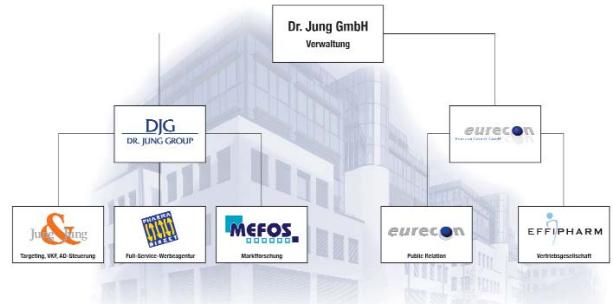 Dr. Jung GmbH
Verwaltung
DJG
DR. JUNG GROUP
eurecon
Jung & Jung
Targeting, VKF, AD-Steuerung
PHARMA
DIREKT
Full-Service-Werbeagentur
MEFOS
Marktforschung
eurecon
Public Relation
EFFIPHARM
Vertriebsgesellschaft